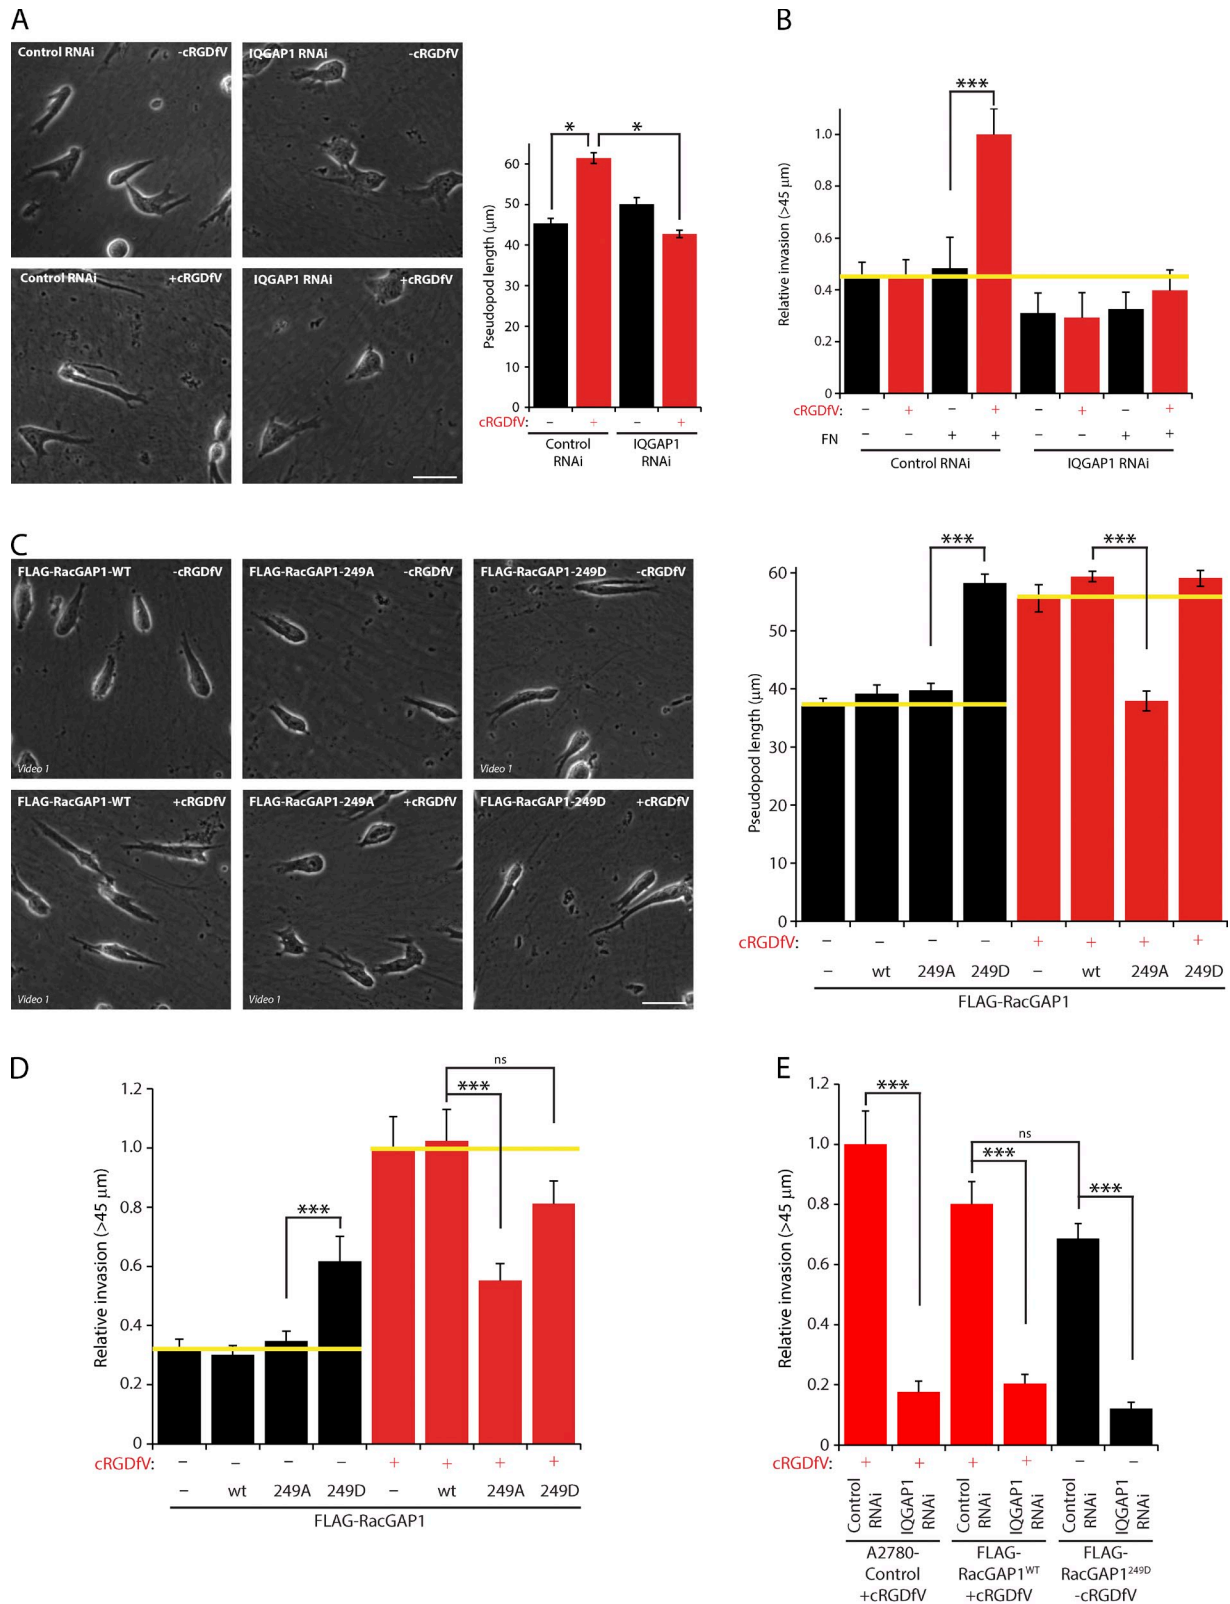 A
Control RNAi -cRGDfV
IQGAP1 RNAi -cRGDfV
Control RNAi +cRGDfV
IQGAP1 RNAi +cRGDfV
Pseudopod length (μm)
60
50
40
30
20
10
0
* *
cRGDfV: – + – +
Control RNAi
IQGAP1 RNAi
B
Relative invasion (>45 μm)
1.0
0.8
0.6
0.4
0.2
0
***
cRGDfV: – + – + – + – +
FN – – + + – – + +
Control RNAi IQGAP1 RNAi
C
FLAG-RacGAP1-WT -cRGDfV
Video 1
FLAG-RacGAP1-249A -cRGDfV
Video 1
FLAG-RacGAP1-249D -cRGDfV
FLAG-RacGAP1-WT +cRGDfV
Video 1
FLAG-RacGAP1-249A +cRGDfV
Video 1
FLAG-RacGAP1-249D +cRGDfV
Pseudopod length (μm)
60
50
40
30
20
10
0
*** ***
cRGDfV: – – – – + + + +
– wt 249A 249D – wt 249A 249D
FLAG-RacGAP1
D
Relative invasion (>45 μm)
1.2
1.0
0.8
0.6
0.4
0.2
0
ns
***
***
cRGDfV: – – – – + + + +
– wt 249A 249D – wt 249A 249D
FLAG-RacGAP1
E
Relative invasion (>45 μm)
1.2
1.0
0.8
0.6
0.4
0.2
0
***
ns
***
***
cRGDfV: + + + + – –
Control RNAi
IQGAP1 RNAi
Control RNAi
IQGAP1 RNAi
Control RNAi
IQGAP1 RNAi
A2780-
Control
+cRGDfV
FLAG-
RacGAP1WT
+cRGDfV
FLAG-
RacGAP1249D
-cRGDfV